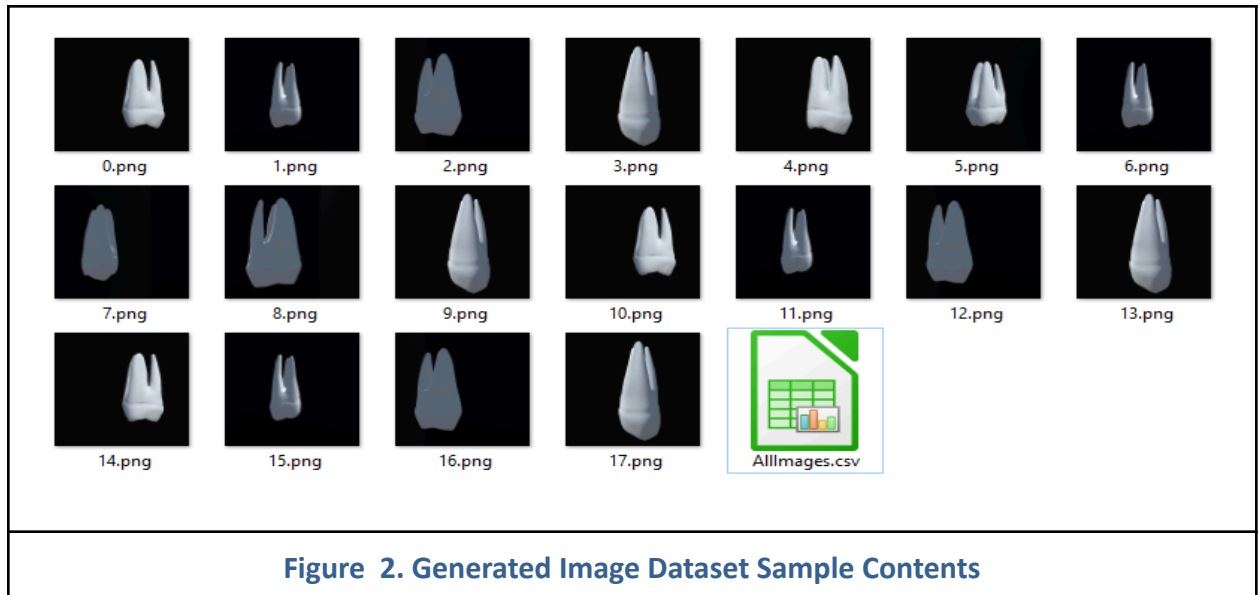 0.png 1.png 2.png 3.png 4.png 5.png 6.png
7.png 8.png 9.png 10.png 11.png 12.png 13.png
14.png 15.png 16.png 17.png AllImages.csv
Figure 2. Generated Image Dataset Sample Contents